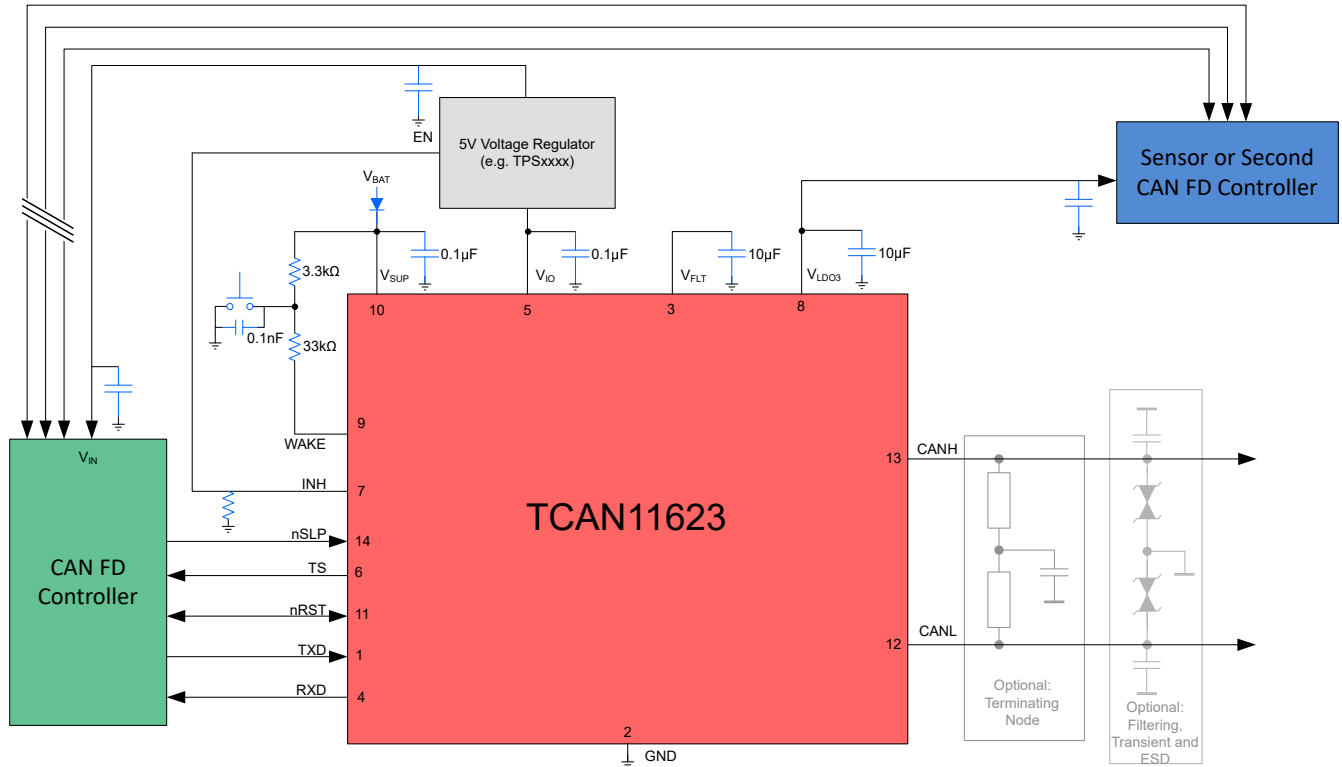 EN
5V Voltage Regulator
(e.g. TPSxxxx)
Sensor or Second
CAN FD Controller
VBAT
3.3kΩ
0.1µF
0.1µF
10µF
10µF
VSUP
VIO
VFLT
VLDO3
10
5
3
8
0.1nF
33kΩ
9
WAKE
VIN
INH
7
nSLP
14
TS
6
nRST
11
TXD
1
RXD
4
CAN FD
Controller
TCAN11623
13
CANH
12
CANL
2
GND
Optional:
Terminating
Node
Optional:
Filtering,
Transient and
ESD